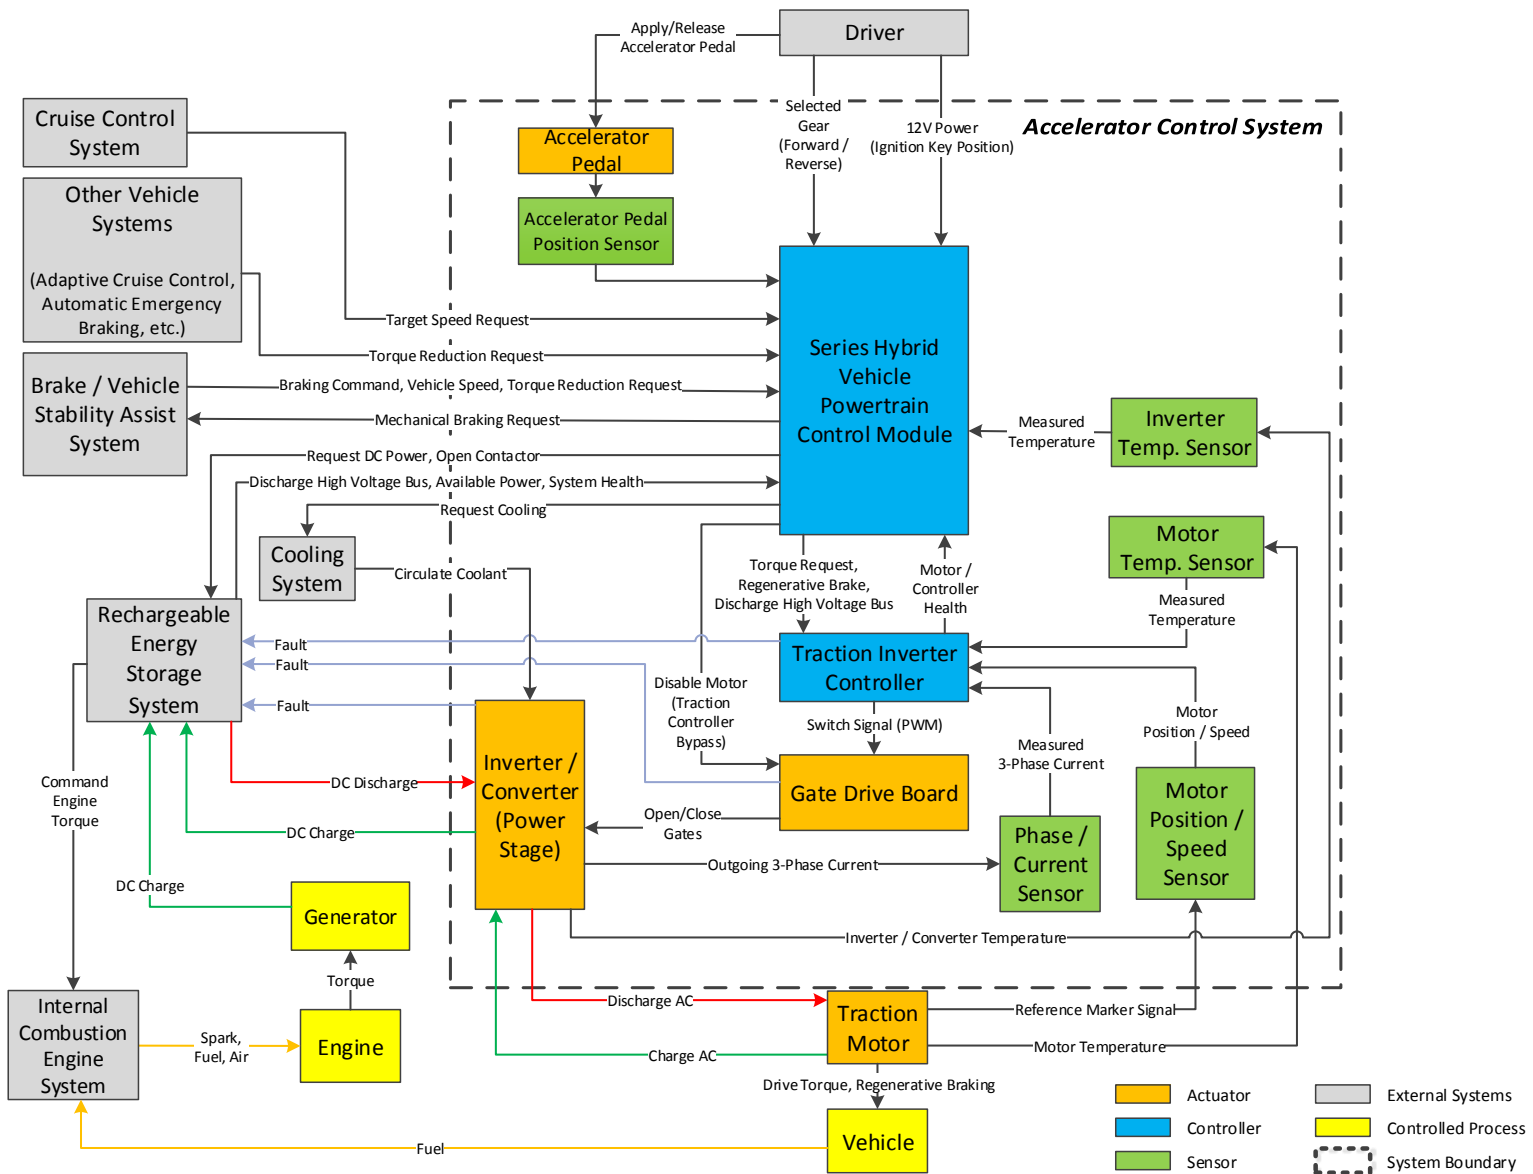 Driver
Apply/Release
Accelerator Pedal
Selected
Gear
(Forward /
Reverse)
12V Power
(Ignition Key Position)
Accelerator Control System
Cruise Control
System
Accelerator
Pedal
Other Vehicle
Systems
(Adaptive Cruise Control,
Automatic Emergency
Braking, etc.)
Accelerator Pedal
Position Sensor
Target Speed Request
Torque Reduction Request
Series Hybrid
Vehicle
Powertrain
Control Module
Brake / Vehicle
Stability Assist
System
Braking Command, Vehicle Speed, Torque Reduction Request
Mechanical Braking Request
Measured
Temperature
Inverter
Temp. Sensor
Request DC Power, Open Contactor
Discharge High Voltage Bus, Available Power, System Health
Request Cooling
Cooling
System
Circulate Coolant
Torque Request,
Regenerative Brake,
Discharge High Voltage Bus
Motor /
Controller
Health
Motor
Temp. Sensor
Measured
Temperature
Rechargeable
Energy
Storage
System
Fault
Fault
Fault
Traction Inverter
Controller
Disable Motor
(Traction
Controller
Bypass)
Switch Signal (PWM)
Motor
Position / Speed
Measured
3-Phase Current
Command
Engine
Torque
DC Discharge
Inverter /
Converter
(Power
Stage)
Gate Drive Board
Motor
Position /
Speed
Sensor
Open/Close
Gates
DC Charge
Phase /
Current
Sensor
Outgoing 3-Phase Current
DC Charge
Generator
Inverter / Converter Temperature
Torque
Internal
Combustion
Engine
System
Spark,
Fuel, Air
Engine
Discharge AC
Traction
Motor
Reference Marker Signal
Charge AC
Motor Temperature
Drive Torque, Regenerative Braking
Vehicle
Fuel
Actuator
External Systems
Controller
Controlled Process
Sensor
System Boundary